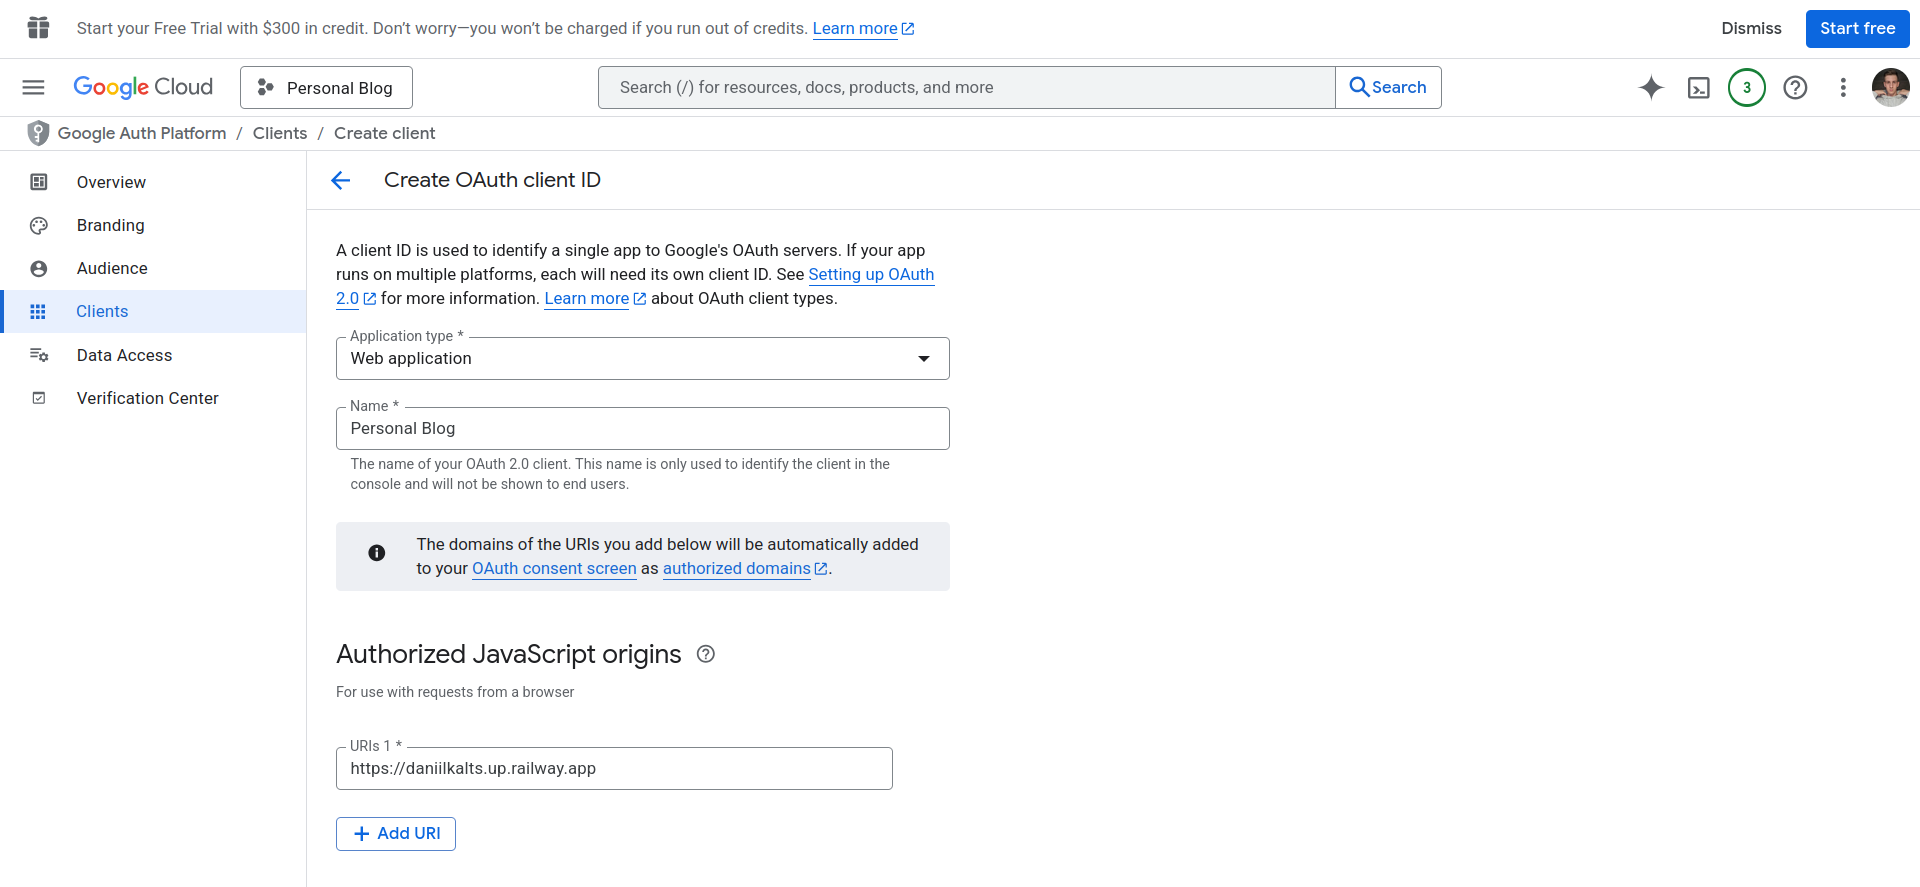 Start your Free Trial with $300 in credit. Don’t worry—you won’t be charged if you run out of credits. Learn more
Dismiss
Start free
Google Cloud
Personal Blog
Search (/) for resources, docs, products, and more
Search
3
Google Auth Platform / Clients / Create client
Overview
Branding
Audience
Clients
Data Access
Verification Center
Create OAuth client ID
A client ID is used to identify a single app to Google's OAuth servers. If your app
runs on multiple platforms, each will need its own client ID. See Setting up OAuth
2.0 for more information. Learn more about OAuth client types.
Application type *
Web application
Name *
Personal Blog
The name of your OAuth 2.0 client. This name is only used to identify the client in the
console and will not be shown to end users.
The domains of the URIs you add below will be automatically added
to your OAuth consent screen as authorized domains.
Authorized JavaScript origins
For use with requests from a browser
URIs 1 *
https://daniilkalts.up.railway.app
Add URI